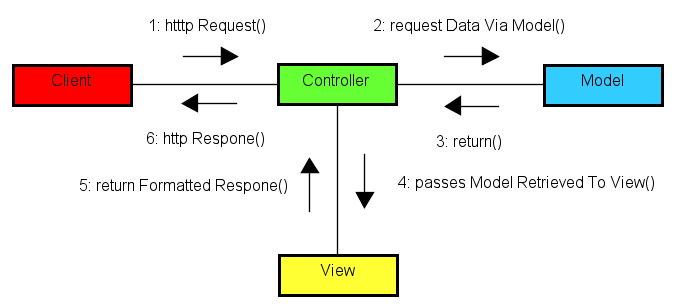 1: htttp Request()
2: request Data Via Model()
Client
Controller
Model
6: http Respone()
3: return()
5: return Formatted Respone()
4: passes Model Retrieved To View()
View